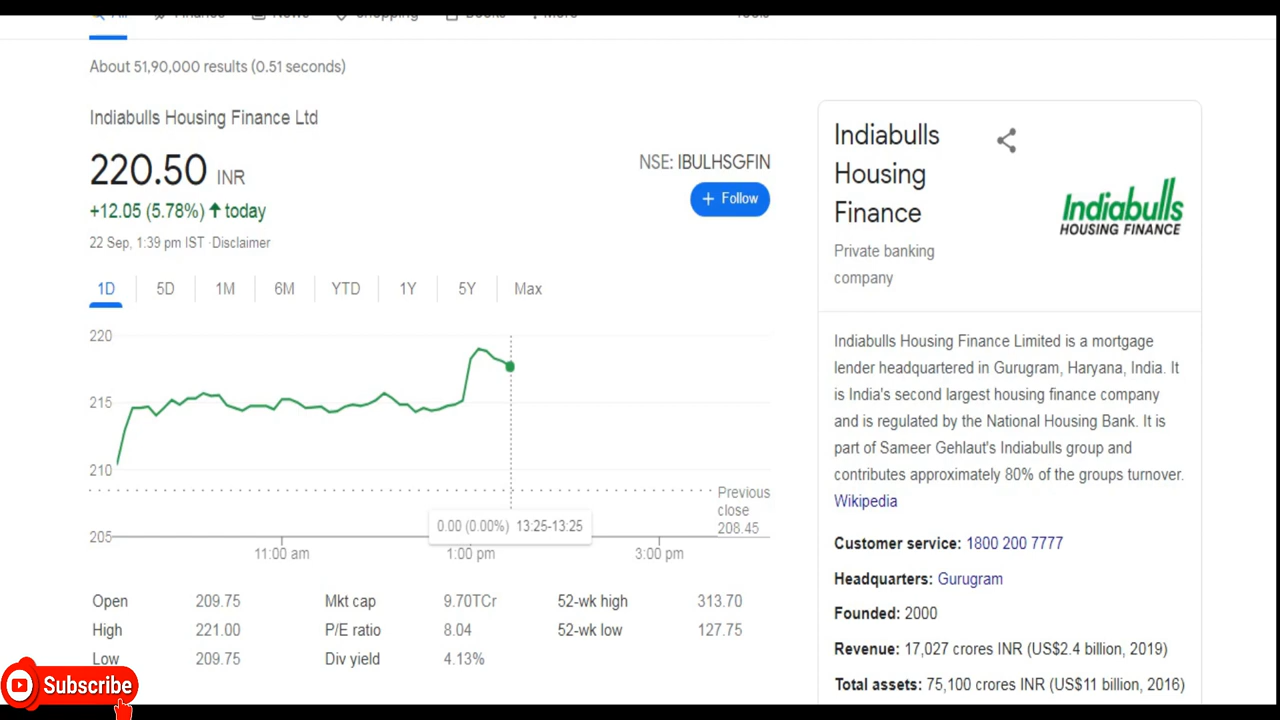 All Finance News Shopping Books More Tools
About 51,90,000 results (0.51 seconds)
Indiabulls Housing Finance Ltd
220.50 INR
+12.05 (5.78%) ↑ today
22 Sep, 1:39 pm IST · Disclaimer
NSE: IBULHSGFIN
+ Follow
1D 5D 1M 6M YTD 1Y 5Y Max
220
215
210
205
Previous
close
208.45
0.00 (0.00%) 13:25-13:25
11:00 am 1:00 pm 3:00 pm
Open 209.75 Mkt cap 9.70TCr 52-wk high 313.70
High 221.00 P/E ratio 8.04 52-wk low 127.75
Low 209.75 Div yield 4.13%
Subscribe
Indiabulls
Housing
Finance
Indiabulls
HOUSING FINANCE
Private banking
company
Indiabulls Housing Finance Limited is a mortgage
lender headquartered in Gurugram, Haryana, India. It
is India's second largest housing finance company
and is regulated by the National Housing Bank. It is
part of Sameer Gehlaut's Indiabulls group and
contributes approximately 80% of the groups turnover.
Wikipedia
Customer service: 1800 200 7777
Headquarters: Gurugram
Founded: 2000
Revenue: 17,027 crores INR (US$2.4 billion, 2019)
Total assets: 75,100 crores INR (US$11 billion, 2016)